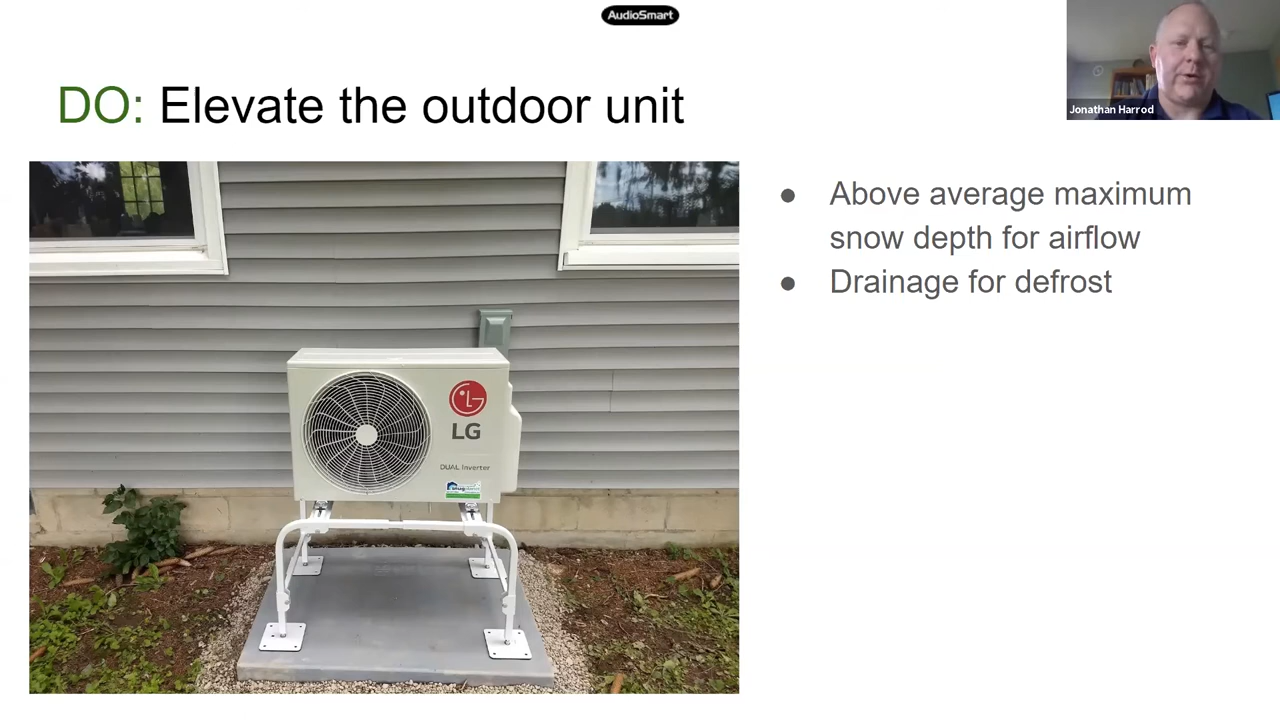 AudioSmart
Jonathan Harrod
DO: Elevate the outdoor unit
● Above average maximum
snow depth for airflow
● Drainage for defrost
LG
LG
DUAL Inverter